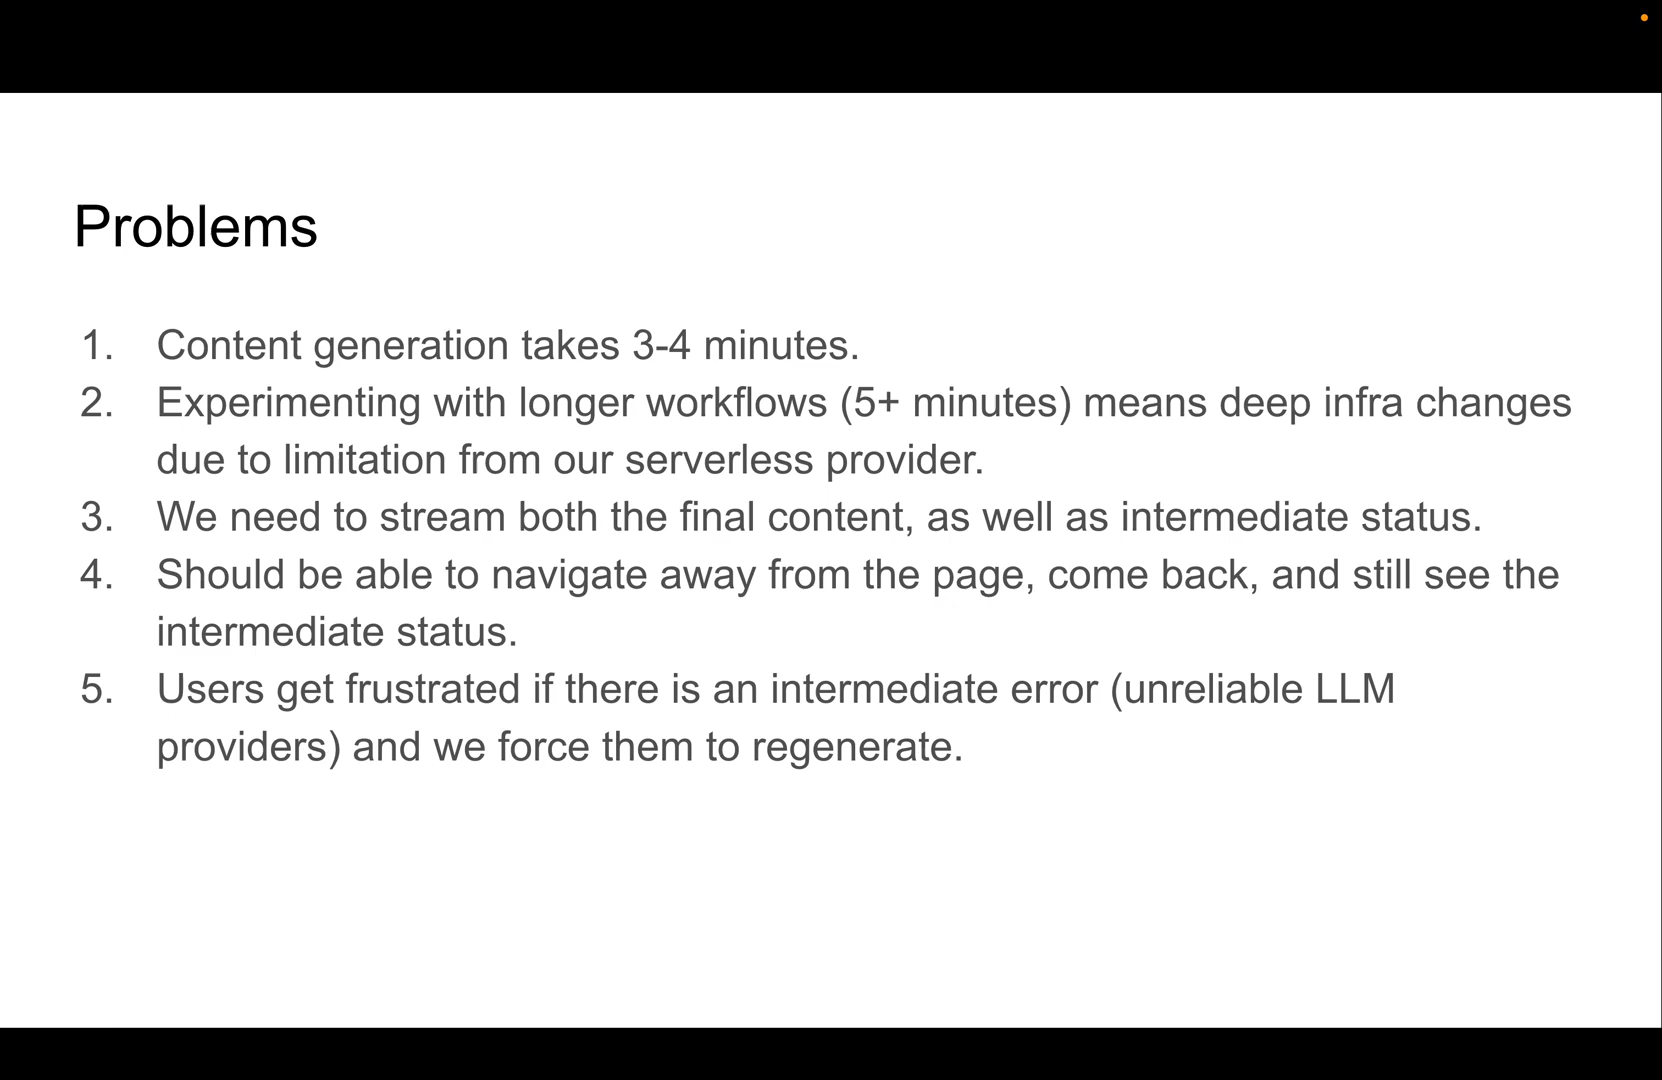 Problems
1. Content generation takes 3-4 minutes.
2. Experimenting with longer workflows (5+ minutes) means deep infra changes
due to limitation from our serverless provider.
3. We need to stream both the final content, as well as intermediate status.
4. Should be able to navigate away from the page, come back, and still see the
intermediate status.
5. Users get frustrated if there is an intermediate error (unreliable LLM
providers) and we force them to regenerate.